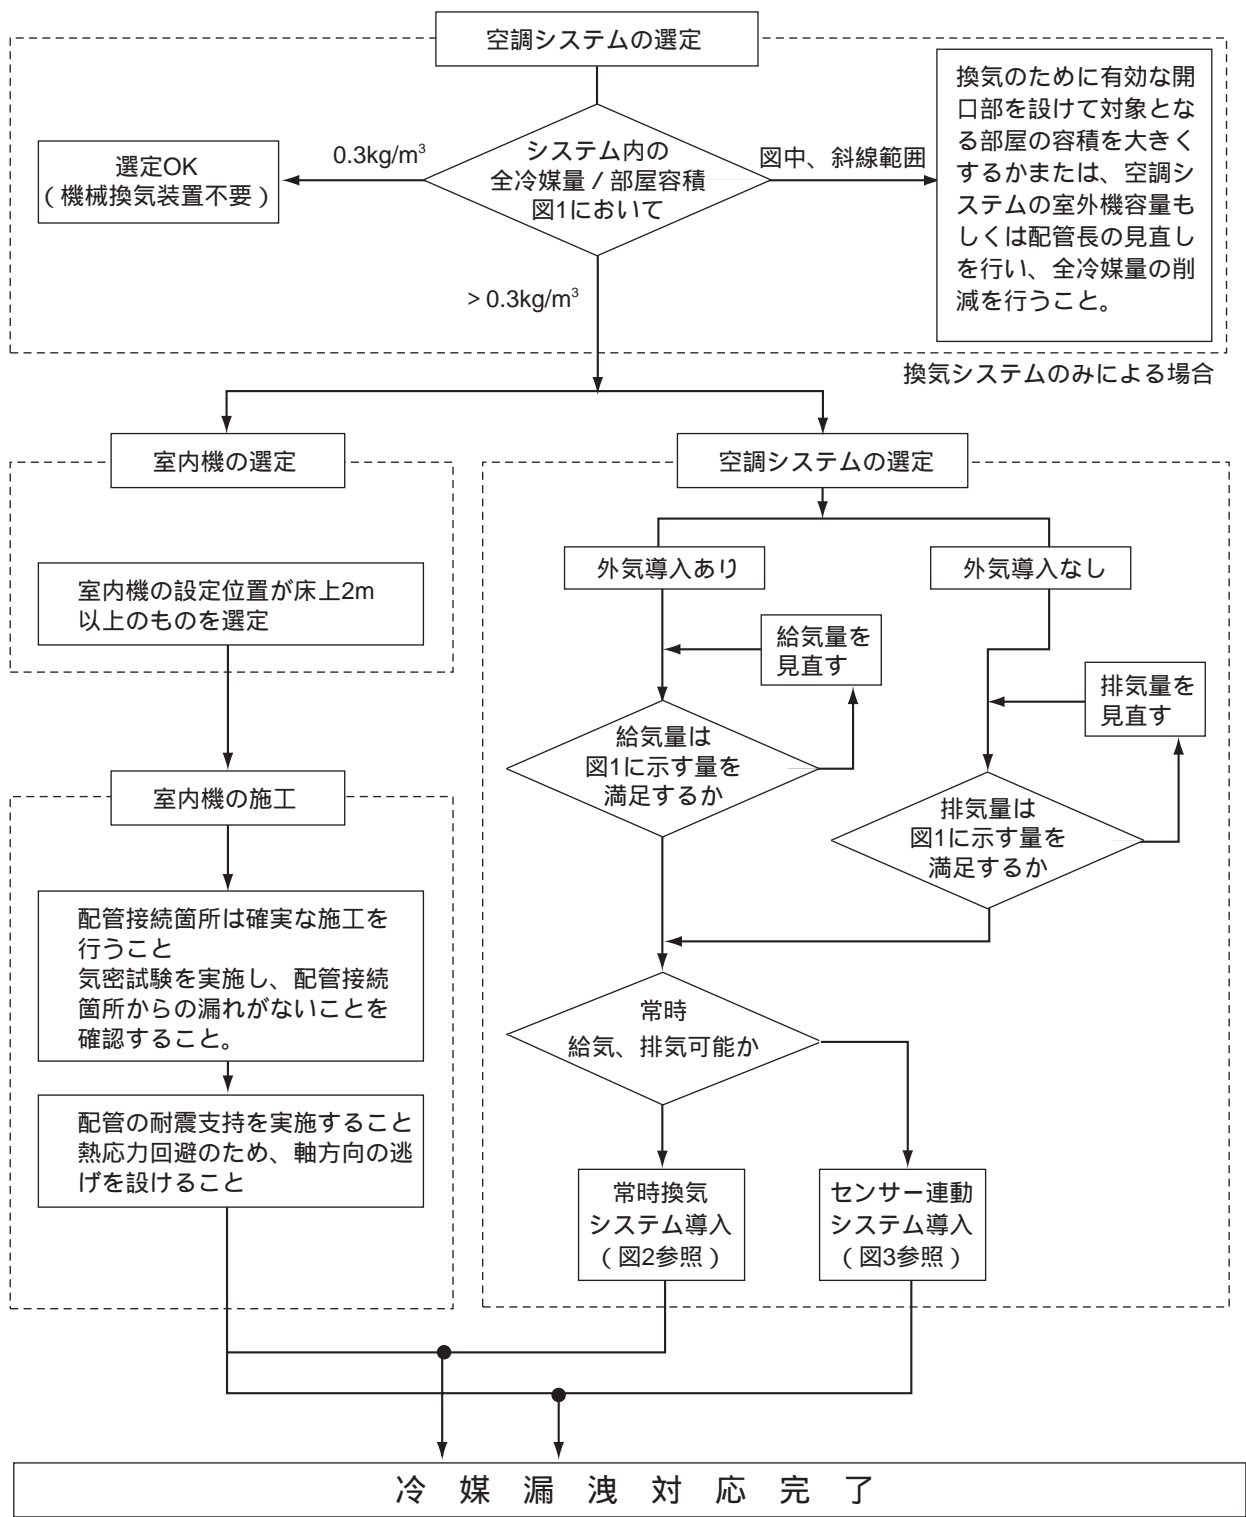 空調システムの選定
システム内の
全冷媒量 / 部屋容積
図1において
0.3kg/m³
選定OK
（機械換気装置不要）
図中、斜線範囲
換気のために有効な開
口部を設けて対象とな
る部屋の容積を大きく
するかまたは、空調シ
ステムの室外機容量も
しくは配管長の見直し
を行い、全冷媒量の削
減を行うこと。
> 0.3kg/m³
換気システムのみによる場合
室内機の選定
室内機の設定位置が床上2m
以上のものを選定
室内機の施工
配管接続箇所は確実な施工を
行うこと
気密試験を実施し、配管接続
箇所からの漏れがないことを
確認すること。
配管の耐震支持を実施すること
熱応力回避のため、軸方向の逃
げを設けること
空調システムの選定
外気導入あり
外気導入なし
給気量を
見直す
排気量を
見直す
給気量は
図1に示す量を
満足するか
排気量は
図1に示す量を
満足するか
常時
給気、排気可能か
常時換気
システム導入
（図2参照）
センサー連動
システム導入
（図3参照）
冷媒漏洩対応完了